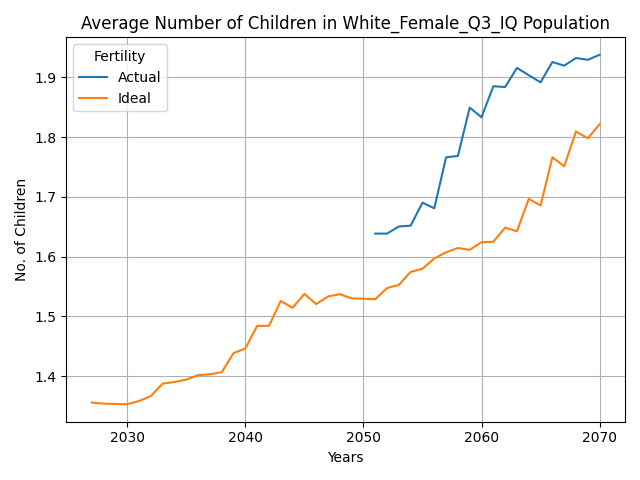 Average Number of Children in White_Female_Q3_IQ Population
Fertility
Actual
Ideal
No. of Children
1.9
1.8
1.7
1.6
1.5
1.4
2030 2040 2050 2060 2070
Years